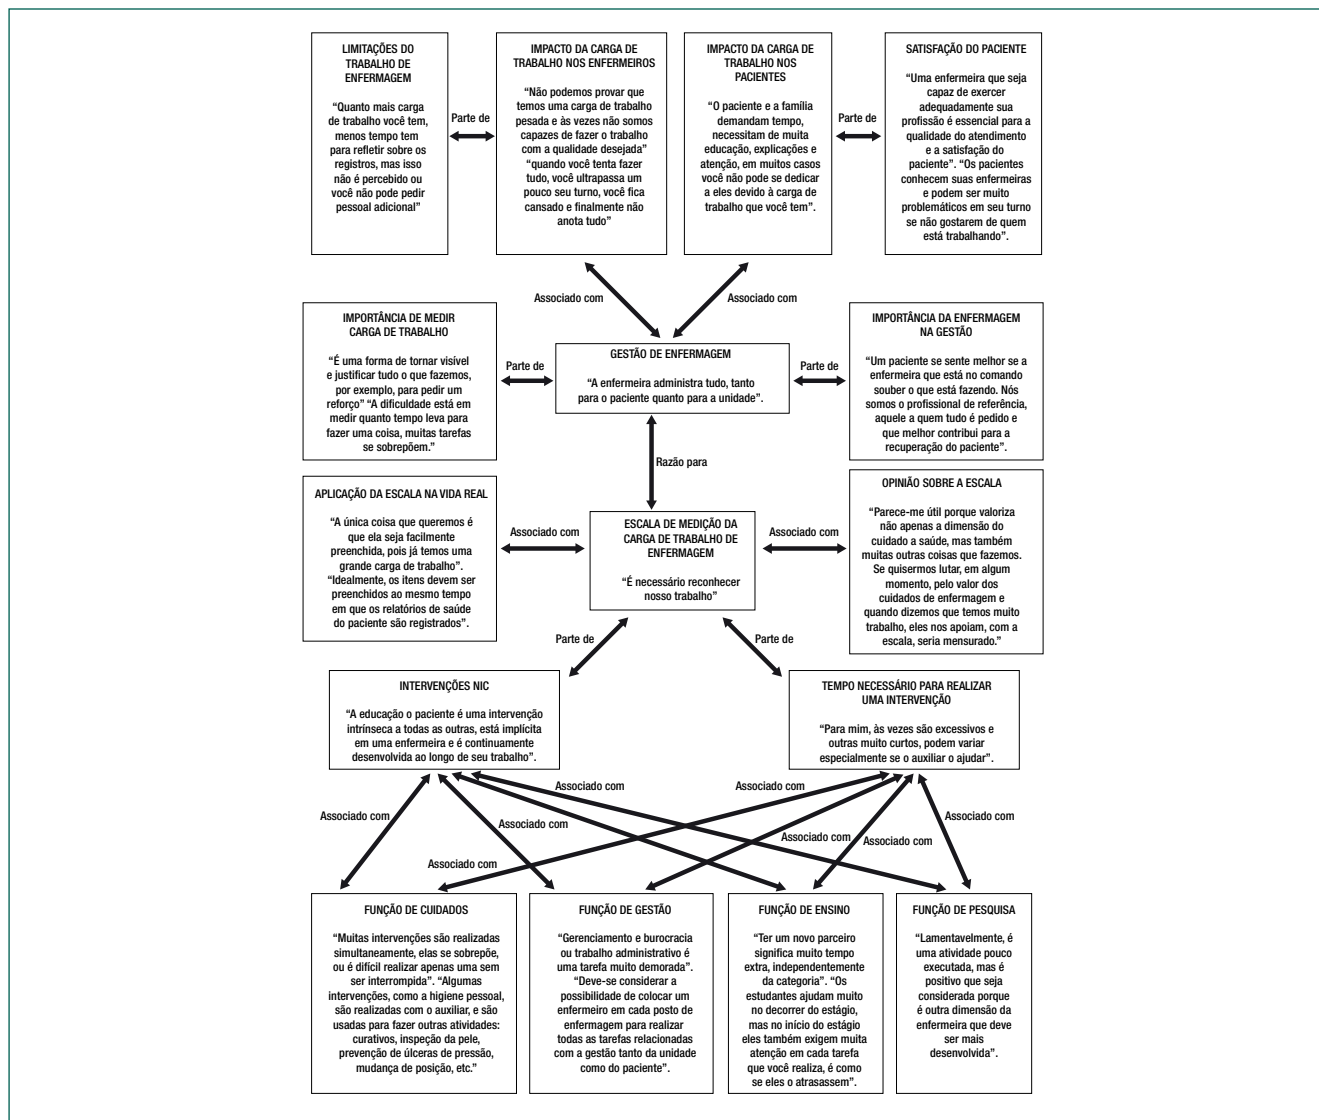 LIMITAÇÕES DO
TRABALHO DE
ENFERMAGEM
“Quanto mais carga
de trabalho você tem,
menos tempo tem
para refletir sobre os
registros, mas isso
não é percebido ou
você não pode pedir
pessoal adicional”
Parte de
IMPACTO DA CARGA DE
TRABALHO NOS ENFERMEIROS
“Não podemos provar que
temos uma carga de trabalho
pesada e às vezes não somos
capazes de fazer o trabalho
com a qualidade desejada”
“quando você tenta fazer
tudo, você ultrapassa um
pouco seu turno, você fica
cansado e finalmente não
anota tudo”
IMPACTO DA CARGA DE
TRABALHO NOS
PACIENTES
“O paciente e a família
demandam tempo,
necessitam de muita
educação, explicações e
atenção, em muitos casos
você não pode se dedicar
a eles devido à carga de
trabalho que você tem”.
Parte de
SATISFAÇÃO DO PACIENTE
“Uma enfermeira que seja
capaz de exercer
adequadamente sua
profissão é essencial para a
qualidade do atendimento
e a satisfação do
paciente”. “Os pacientes
conhecem suas enfermeiras
e podem ser muito
problemáticos em seu turno
se não gostarem de quem
está trabalhando”.
Associado com
Associado com
IMPORTÂNCIA DE MEDIR
CARGA DE TRABALHO
“É uma forma de tornar visível
e justificar tudo o que fazemos,
por exemplo, para pedir um
reforço” “A dificuldade está em
medir quanto tempo leva para
fazer uma coisa, muitas tarefas
se sobrepõem.”
Parte de
GESTÃO DE ENFERMAGEM
“A enfermeira administra tudo, tanto
para o paciente quanto para a unidade”.
Parte de
IMPORTÂNCIA DA ENFERMAGEM
NA GESTÃO
“Um paciente se sente melhor se a
enfermeira que está no comando
souber o que está fazendo. Nós
somos o profissional de referência,
aquele a quem tudo é pedido e
que melhor contribui para a
recuperação do paciente”.
Razão para
APLICAÇÃO DA ESCALA NA VIDA REAL
“A única coisa que queremos é
que ela seja facilmente
preenchida, pois já temos uma
grande carga de trabalho”.
“Idealmente, os itens devem ser
preenchidos ao mesmo tempo
em que os relatórios de saúde
do paciente são registrados”.
Associado com
ESCALA DE MEDIÇÃO DA
CARGA DE TRABALHO DE
ENFERMAGEM
“É necessário reconhecer
nosso trabalho”
Associado com
OPINIÃO SOBRE A ESCALA
“Parece-me útil porque valoriza
não apenas a dimensão do
cuidado a saúde, mas também
muitas outras coisas que fazemos.
Se quisermos lutar, em algum
momento, pelo valor dos
cuidados de enfermagem e
quando dizemos que temos muito
trabalho, eles nos apoiam, com a
escala, seria mensurado.”
Parte de
Parte de
INTERVENÇÕES NIC
“A educação o paciente é uma intervenção
intrínseca a todas as outras, está implícita
em uma enfermeira e é continuamente
desenvolvida ao longo de seu trabalho”.
TEMPO NECESSÁRIO PARA REALIZAR
UMA INTERVENÇÃO
“Para mim, às vezes são excessivos e
outras muito curtos, podem variar
especialmente se o auxiliar o ajudar”.
Associado com
Associado com
Associado com
Associado com
Associado com
Associado com
Associado com
Associado com
FUNÇÃO DE CUIDADOS
“Muitas intervenções são realizadas
simultaneamente, elas se sobrepõe,
ou é difícil realizar apenas uma sem
ser interrompida”. “Algumas
intervenções, como a higiene pessoal,
são realizadas com o auxiliar, e são
usadas para fazer outras atividades:
curativos, inspeção da pele,
prevenção de úlceras de pressão,
mudança de posição, etc.”
FUNÇÃO DE GESTÃO
“Gerenciamento e burocracia
ou trabalho administrativo é
uma tarefa muito demorada”.
“Deve-se considerar a
possibilidade de colocar um
enfermeiro em cada posto de
enfermagem para realizar
todas as tarefas relacionadas
com a gestão tanto da unidade
como do paciente”.
FUNÇÃO DE ENSINO
“Ter um novo parceiro
significa muito tempo
extra, independentemente
da categoria”. “Os
estudantes ajudam muito
no decorrer do estágio,
mas no início do estágio
eles também exigem muita
atenção em cada tarefa
que você realiza, é como
se eles o atrasassem”.
FUNÇÃO DE PESQUISA
“Lamentavelmente, é
uma atividade pouco
executada, mas é
positivo que seja
considerada porque
é outra dimensão da
enfermeira que deve
ser mais
desenvolvida”.